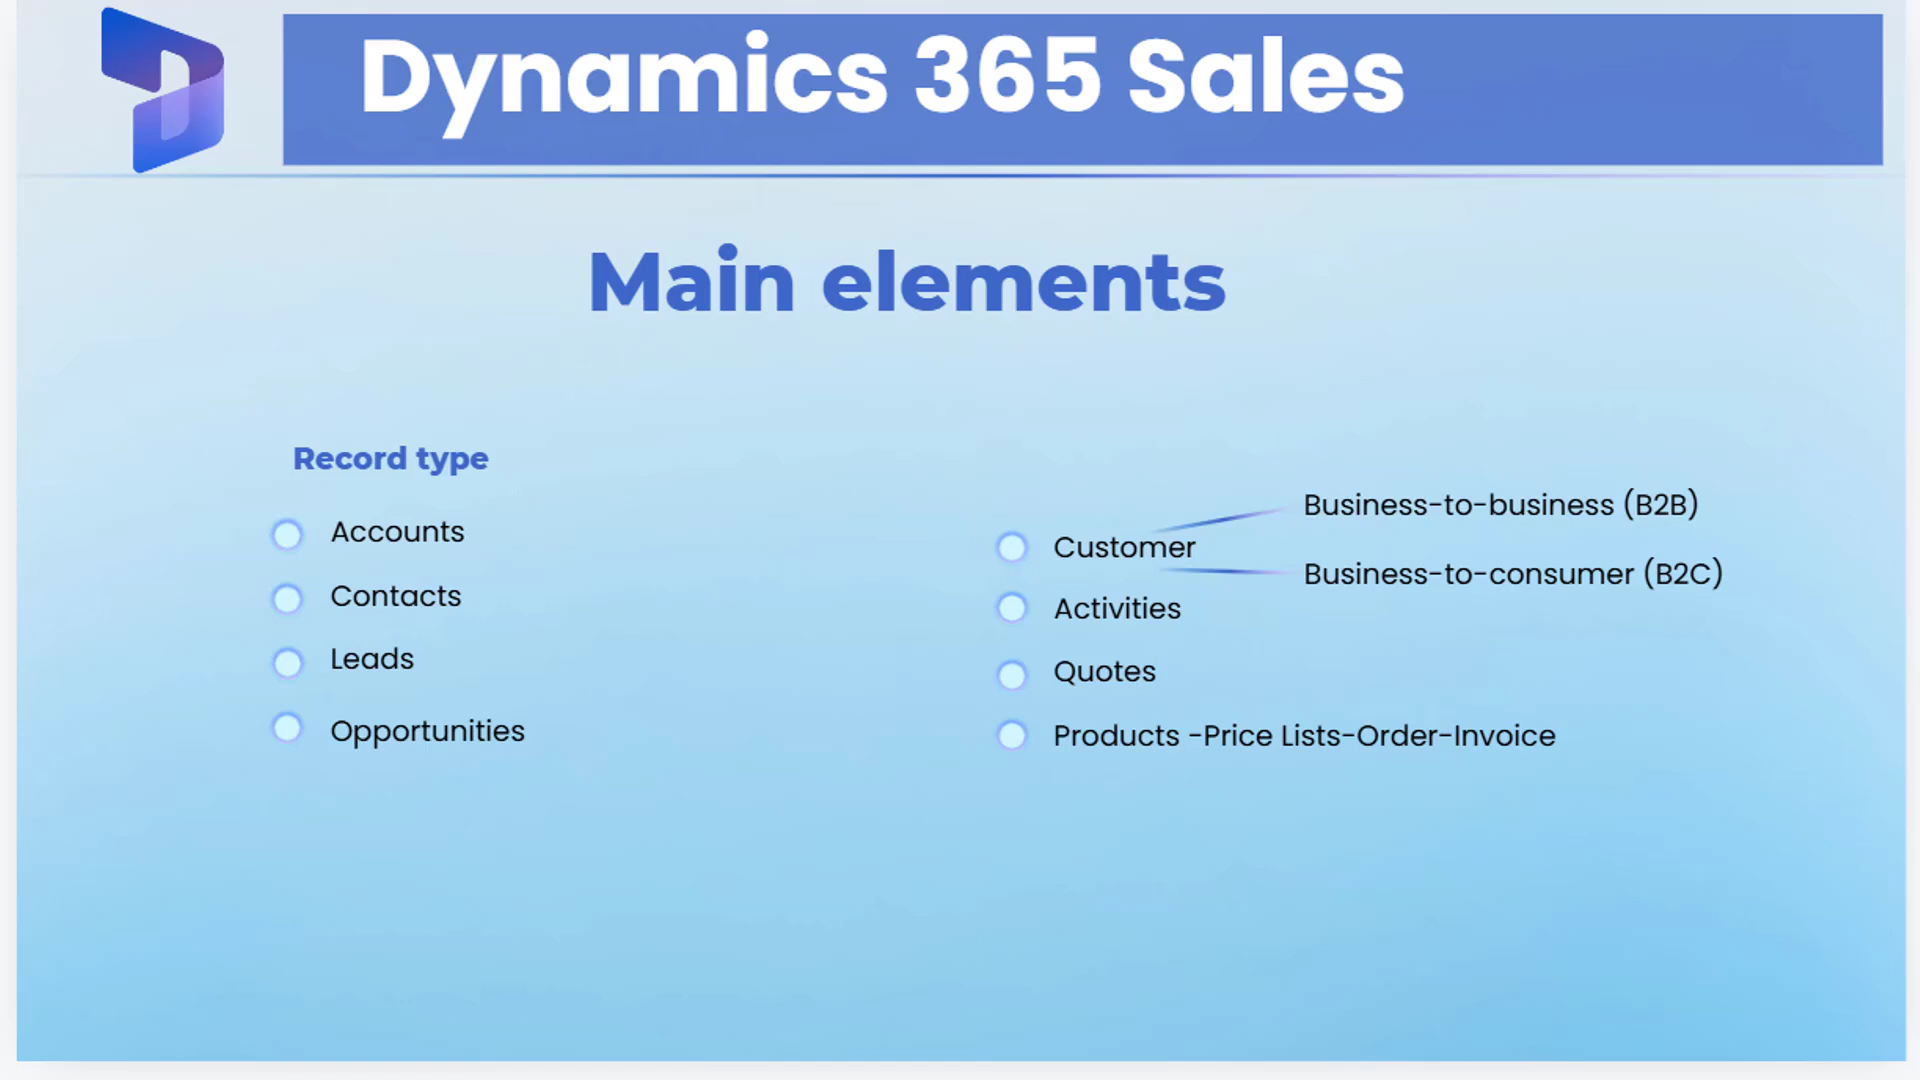 Dynamics 365 Sales
Main elements
Record type
Accounts
Contacts
Leads
Opportunities
Customer
Business-to-business (B2B)
Business-to-consumer (B2C)
Activities
Quotes
Products -Price Lists-Order-Invoice